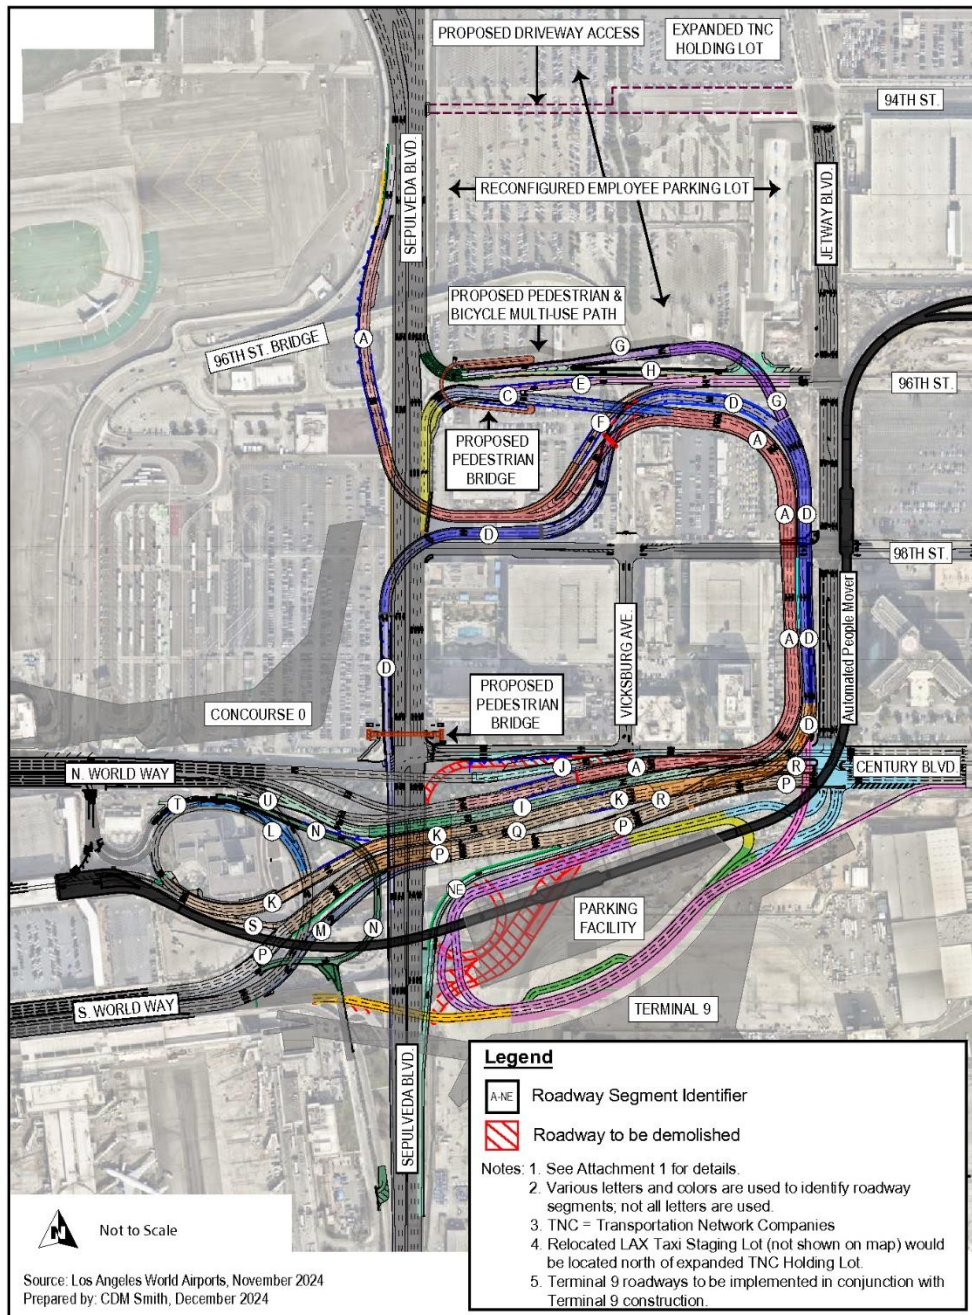 PROPOSED DRIVEWAY ACCESS
EXPANDED TNC
HOLDING LOT
94TH ST.
SEPULVEDA BLVD.
RECONFIGURED EMPLOYEE PARKING LOT
JETWAY BLVD.
PROPOSED PEDESTRIAN &
BICYCLE MULTI-USE PATH
96TH ST. BRIDGE
A
G
H
E
C
D
G
F
A
96TH ST.
PROPOSED
PEDESTRIAN
BRIDGE
A
D
D
98TH ST.
VICKSBURG AVE.
A
D
Automated People Mover
D
CONCOURSE 0
PROPOSED
PEDESTRIAN
BRIDGE
D
N. WORLD WAY
J
A
R
P
CENTURY BLVD.
T
U
L
N
I
K
R
K
Q
P
P
K
NE
S
M
N
P
PARKING
FACILITY
S. WORLD WAY
TERMINAL 9
SEPULVEDA BLVD.
Legend
A-NE Roadway Segment Identifier
Roadway to be demolished
Notes: 1. See Attachment 1 for details.
2. Various letters and colors are used to identify roadway
segments; not all letters are used.
3. TNC = Transportation Network Companies
4. Relocated LAX Taxi Staging Lot (not shown on map) would
be located north of expanded TNC Holding Lot.
5. Terminal 9 roadways to be implemented in conjunction with
Terminal 9 construction.
N
Not to Scale
Source: Los Angeles World Airports, November 2024
Prepared by: CDM Smith, December 2024